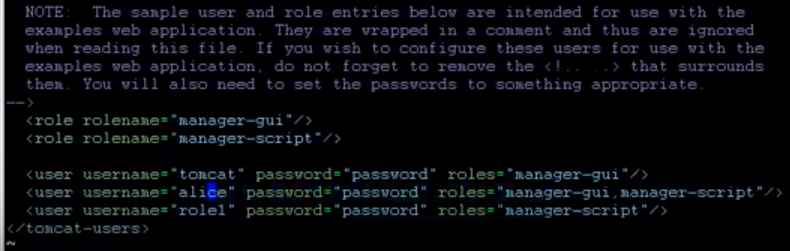 NOTE:  The sample user and role entries below are intended for use with the
examples web application. They are wrapped in a comment and thus are ignored
when reading this file. If you wish to configure these users for use with the
examples web application, do not forget to remove the <!.. ..> that surrounds
them. You will also need to set the passwords to something appropriate.
-->
<role rolename="manager-gui"/>
<role rolename="manager-script"/>
<user username="tomcat" password="password" roles="manager-gui"/>
<user username="alice" password="password" roles="manager-gui,manager-script"/>
<user username="role1" password="password" roles="manager-script"/>
</tomcat-users>
~